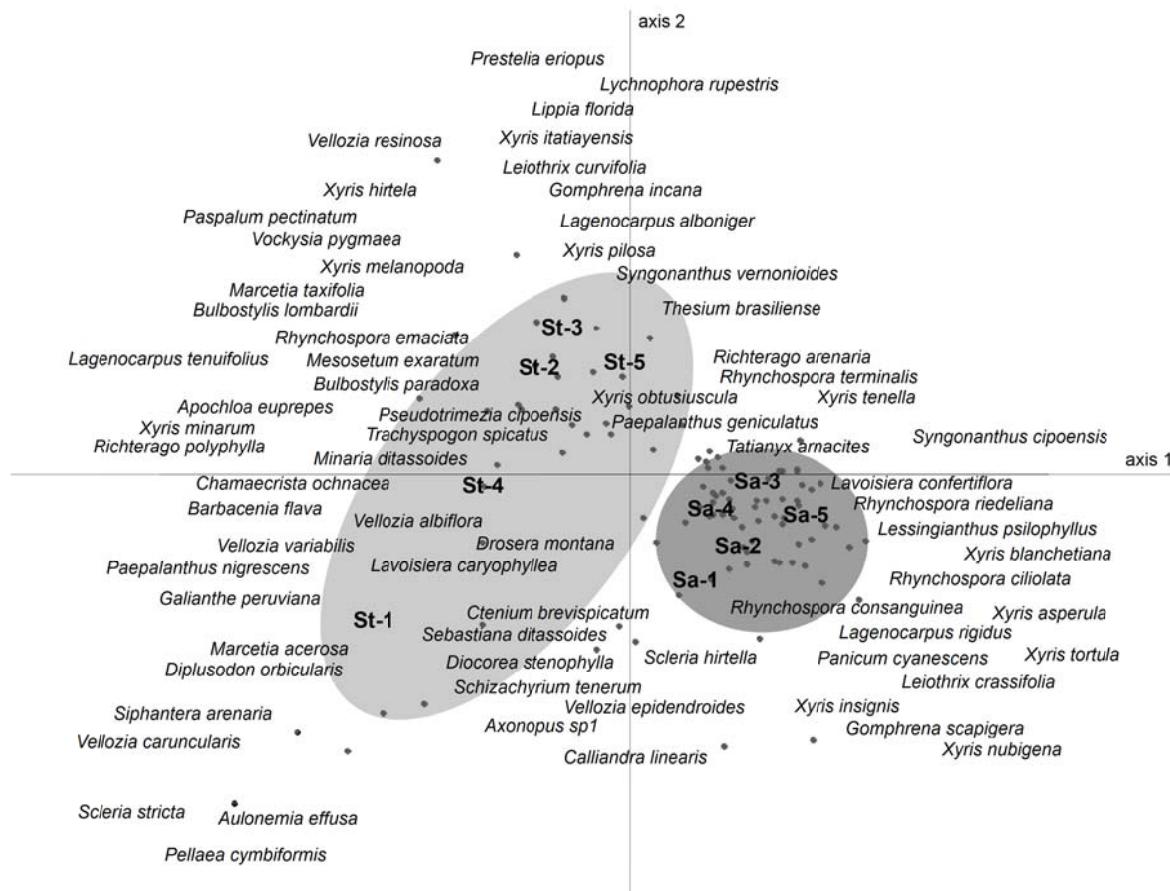 axis 2
Prestelia eriopus
Lychnophora rupestris
Lippia florida
Vellozia resinosa
Xyris itatiayensis
Leiothrix curvifolia
Xyris hirtela
Gomphrena incana
Paspalum pectinatum
Lagenocarpus alboniger
Vockysia pygmaea
Xyris pilosa
Xyris melanopoda
Syngonanthus vernonioides
Marcetia taxifolia
Bulbostylis lombardii
Thesium brasiliense
St-3
Rhynchospora emaciata
Lagenocarpus tenuifolius
Mesosetum exaratum
St-2
St-5
Richterago arenaria
Bulbostylis paradoxa
Rhynchospora terminalis
Xyris obtusiuscula
Xyris tenella
Apochloa euprepes
Pseudotrimezia cipoensis
Paepalanthus geniculatus
Xyris minarum
Trachyspogon spicatus
Syngonanthus cipoensis
Richterago polyphylla
Tatianyx arnacites
Minaria ditassoides
axis 1
Chamaecrista ochnacea
St-4
Sa-3
Lavoisiera confertiflora
Barbacenia flava
Sa-4
Sa-5
Rhynchospora riedeliana
Vellozia albiflora
Lessingianthus psilophyllus
Vellozia variabilis
Drosera montana
Sa-2
Xyris blanchetiana
Paepalanthus nigrescens
Lavoisiera caryophyllea
Sa-1
Rhynchospora ciliolata
Galianthe peruviana
St-1
Ctenium brevispicatum
Rhynchospora consanguinea
Xyris asperula
Sebastiana ditassoides
Lagenocarpus rigidus
Marcetia acerosa
Diplusodon orbicularis
Diocorea stenophylla
Scleria hirtella
Panicum cyanescens
Xyris tortula
Schizachyrium tenerum
Leiothrix crassifolia
Siphantera arenaria
Vellozia epidendroides
Xyris insignis
Axonopus sp1
Gomphrena scapigera
Vellozia caruncularis
Calliandra linearis
Xyris nubigena
Scleria stricta
Aulonemia effusa
Pellaea cymbiformis